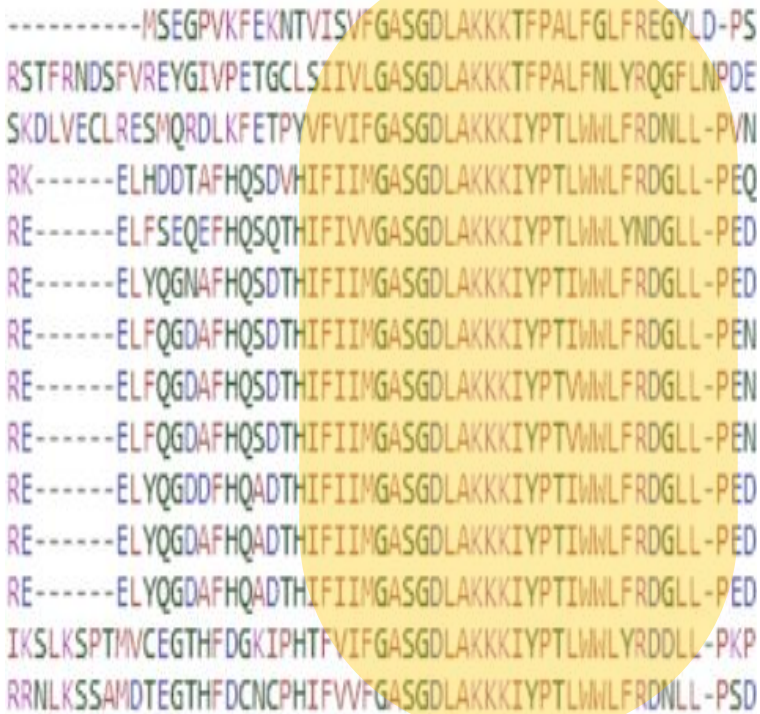 ----------MSEGPVKFEKNTVISVFGASGDLAKKKTFPALFGLFREGYLD-PS
RSTFRNDSFVREYGIVPETGCLSIIVLGASGDLAKKKTFPALFNLYRQGFLNPDE
SKDLVECLRESMQRDLKFETPYVFVIFGASGDLAKKKIYPTLWWLFRDNLL-PVN
RK------ELHDDTAFHQSDVHIFIIMGASGDLAKKKIYPTLWWLFRDGLL-PEQ
RE------ELFSEQEFHQSQTHIFIVVGASGDLAKKKIYPTLWWLYNDGLL-PED
RE------ELYQGNAFHQSDTHIFIIMGASGDLAKKKIYPTLWWLFRDGLL-PED
RE------ELFQGDAFHQSDTHIFIIMGASGDLAKKKIYPTIWWLFRDGLL-PEN
RE------ELFQGDAFHQSDTHIFIIMGASGDLAKKKIYPTVWWLFRDGLL-PEN
RE------ELFQGDAFHQSDTHIFIIMGASGDLAKKKIYPTVWWLFRDGLL-PEN
RE------ELYQGDDFHQADTHIFIIMGASGDLAKKKIYPTIWWLFRDGLL-PED
RE------ELYQGDAFHQADTHIFIIMGASGDLAKKKIYPTIWWLFRDGLL-PED
RE------ELYQGDAFHQADTHIFIIMGASGDLAKKKIYPTIWWLFRDGLL-PED
IKSLKSPTMVCEGTHFDGKIPHTFVIFGASGDLAKKKIYPTLWWLYRDDLL-PKP
RRNLKSSAMDTEGTHFDCNCPHIFVVFGASGDLAKKKIYPTLWWLFRDNLL-PSD